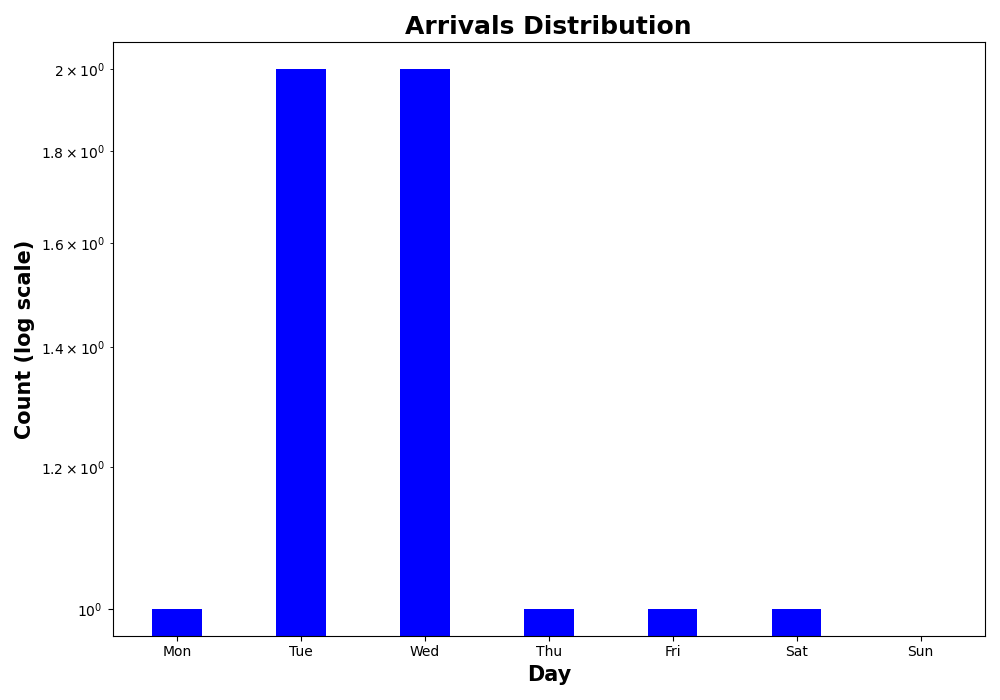 Arrivals Distribution
Count (log scale)
2 × 10⁰
1.8 × 10⁰
1.6 × 10⁰
1.4 × 10⁰
1.2 × 10⁰
10⁰
Mon Tue Wed Thu Fri Sat Sun
Day